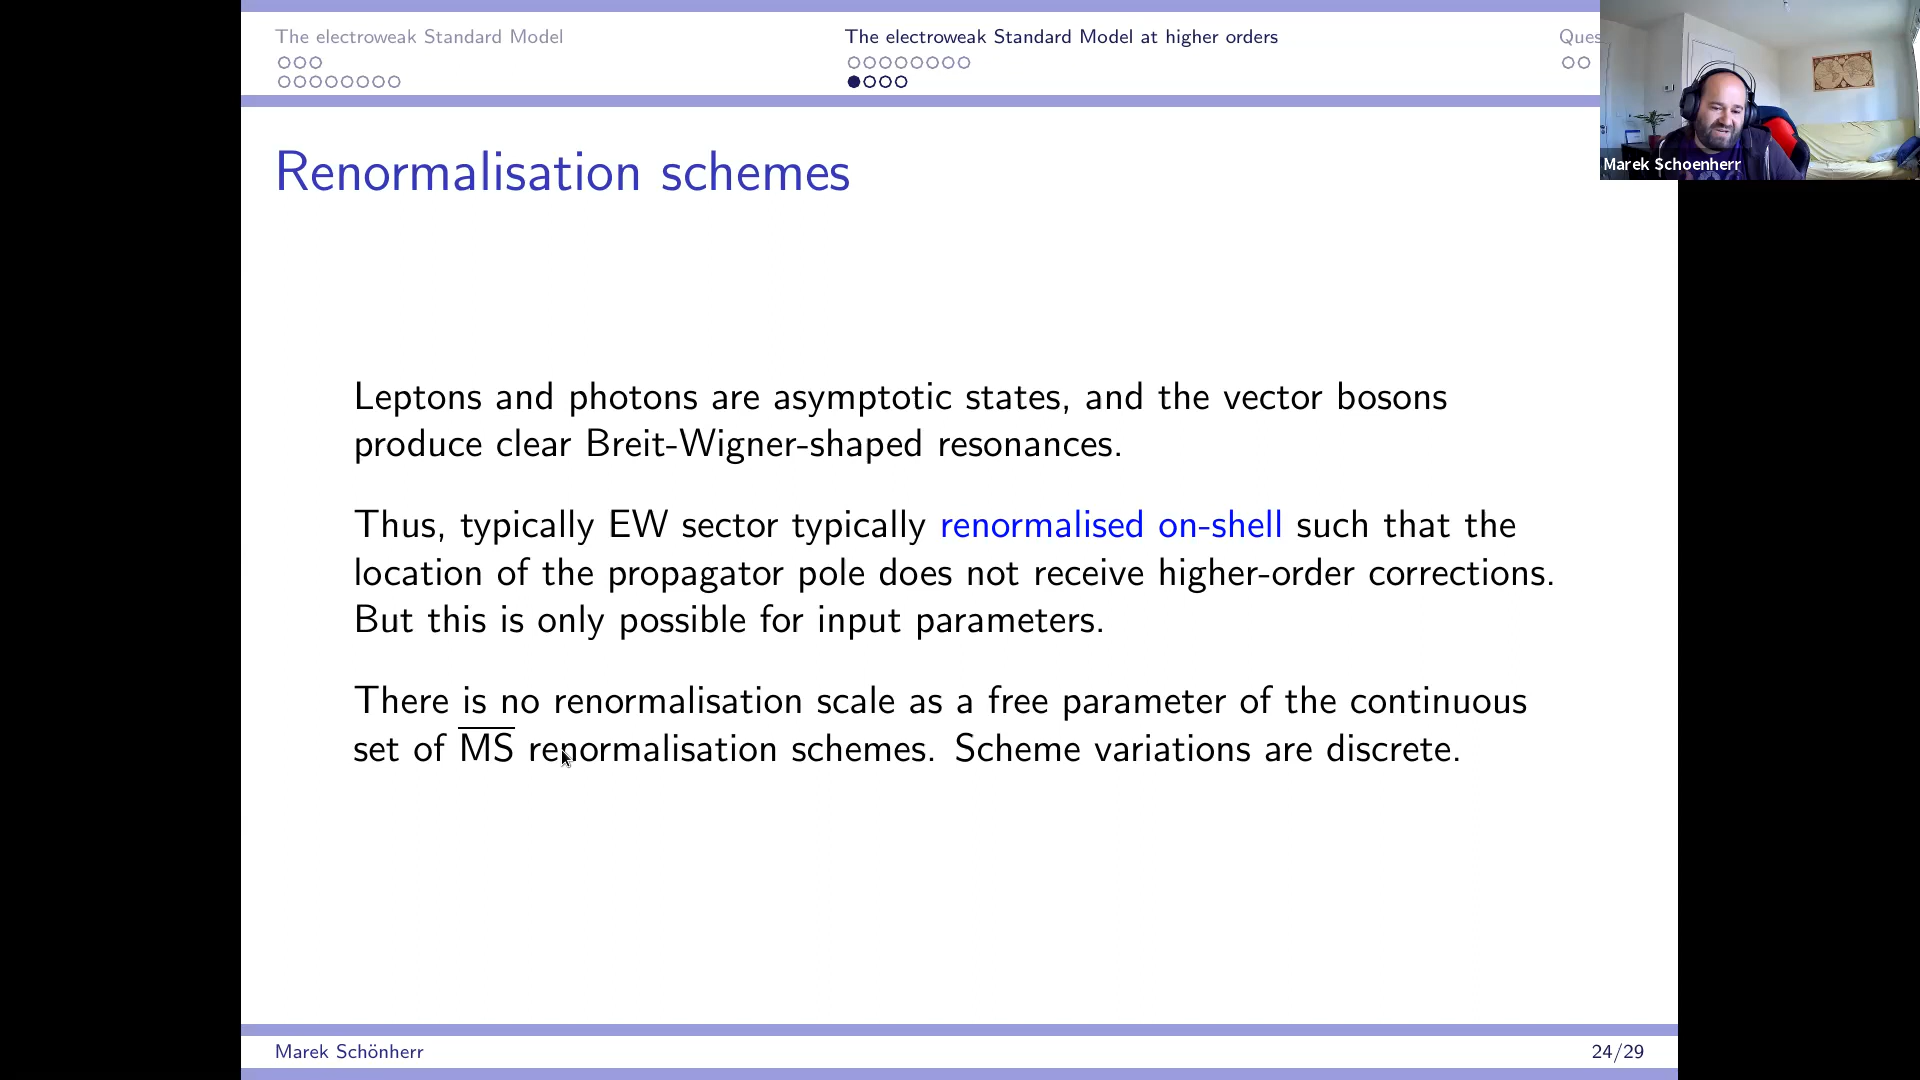 The electroweak Standard Model
The electroweak Standard Model at higher orders
Ques
Marek Schoenherr
Renormalisation schemes
Leptons and photons are asymptotic states, and the vector bosons
produce clear Breit-Wigner-shaped resonances.
Thus, typically EW sector typically renormalised on-shell such that the
location of the propagator pole does not receive higher-order corrections.
But this is only possible for input parameters.
There is no renormalisation scale as a free parameter of the continuous
set of M̅S̅ renormalisation schemes. Scheme variations are discrete.
Marek Schönherr
24/29